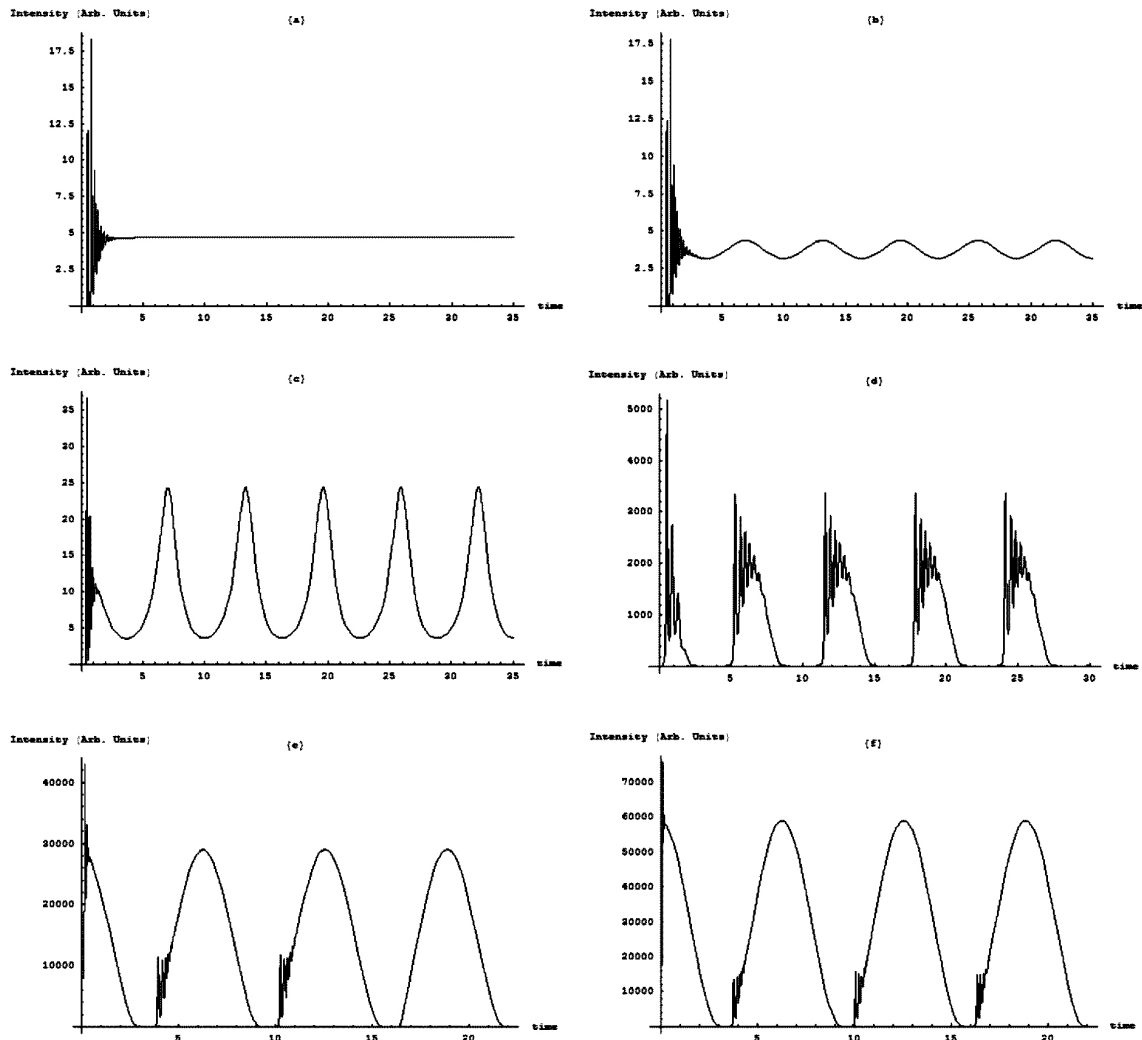 Intensity (Arb. Units)
(a)
17.5
15
12.5
10
7.5
5
2.5
5 10 15 20 25 30 35
time
Intensity (Arb. Units)
(b)
17.5
15
12.5
10
7.5
5
2.5
5 10 15 20 25 30 35
time
Intensity (Arb. Units)
(c)
35
30
25
20
15
10
5
5 10 15 20 25 30 35
time
Intensity (Arb. Units)
(d)
5000
4000
3000
2000
1000
5 10 15 20 25 30
time
Intensity (Arb. Units)
(e)
40000
30000
20000
10000
5 10 15 20
time
Intensity (Arb. Units)
(f)
70000
60000
50000
40000
30000
20000
10000
5 10 15 20
time